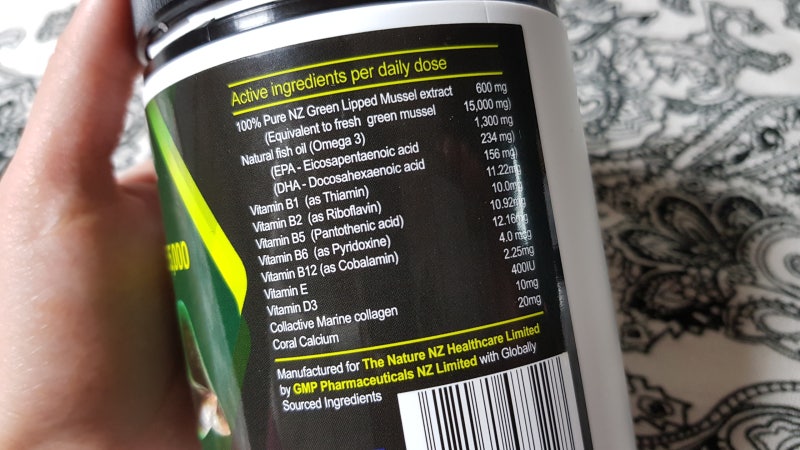 Active ingredients per daily dose
100% Pure NZ Green Lipped Mussel extract 600 mg
(Equivalent to fresh green mussel 15,000 mg)
Natural fish oil (Omega 3) 1,300 mg
(EPA - Eicosapentaenoic acid 234 mg)
(DHA - Docosahexaenoic acid 156 mg)
Vitamin B1 (as Thiamin) 11.22mg
Vitamin B2 (as Riboflavin) 10.0mg
Vitamin B5 (Pantothenic acid) 10.92mg
Vitamin B6 (as Pyridoxine) 12.16mg
Vitamin B12 (as Cobalamin) 4.0 mcg
Vitamin E 2.25mg
Vitamin D3 400IU
Collactive Marine collagen 10mg
Coral Calcium 20mg
Manufactured for The Nature NZ Healthcare Limited
by GMP Pharmaceuticals NZ Limited with Globally
Sourced Ingredients